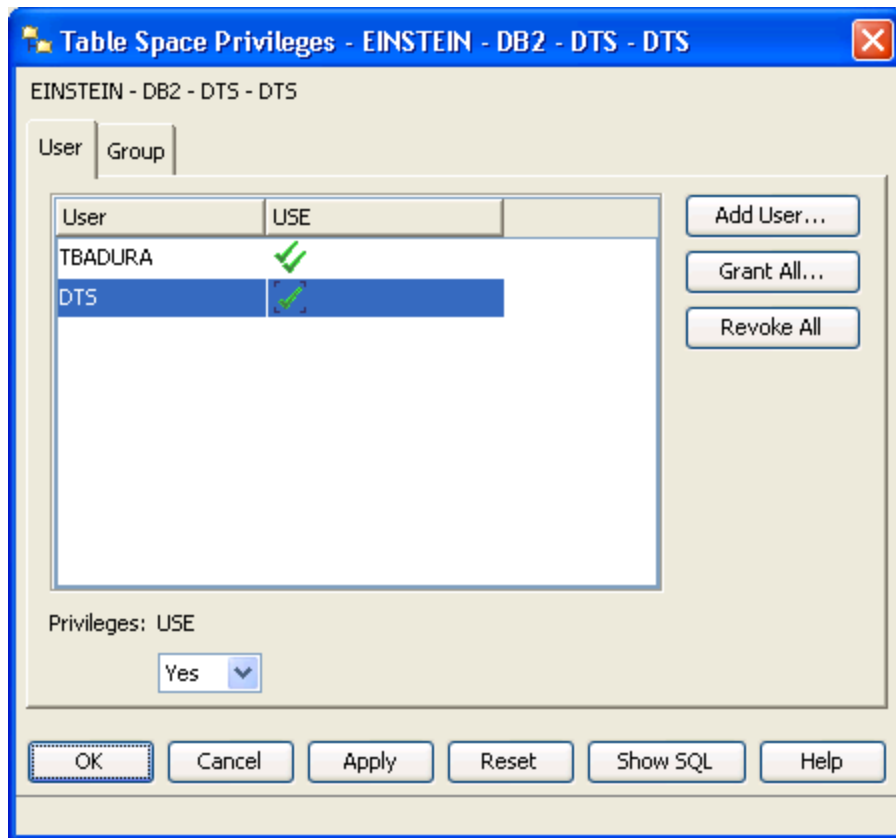 Table Space Privileges - EINSTEIN - DB2 - DTS - DTS
EINSTEIN - DB2 - DTS - DTS
User Group
User USE
TBADURA
DTS
Add User...
Grant All...
Revoke All
Privileges: USE
Yes
OK Cancel Apply Reset Show SQL Help